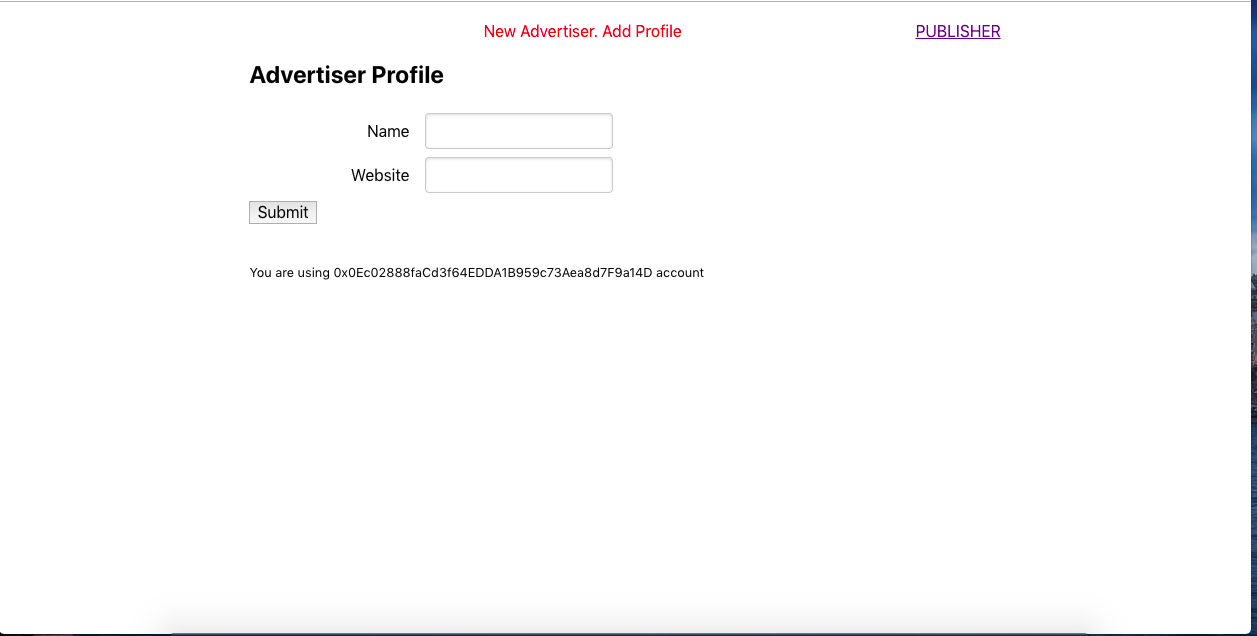 New Advertiser. Add Profile PUBLISHER
Advertiser Profile
Name
Website
Submit
You are using 0x0Ec02888faCd3f64EDDA1B959c73Aea8d7F9a14D account